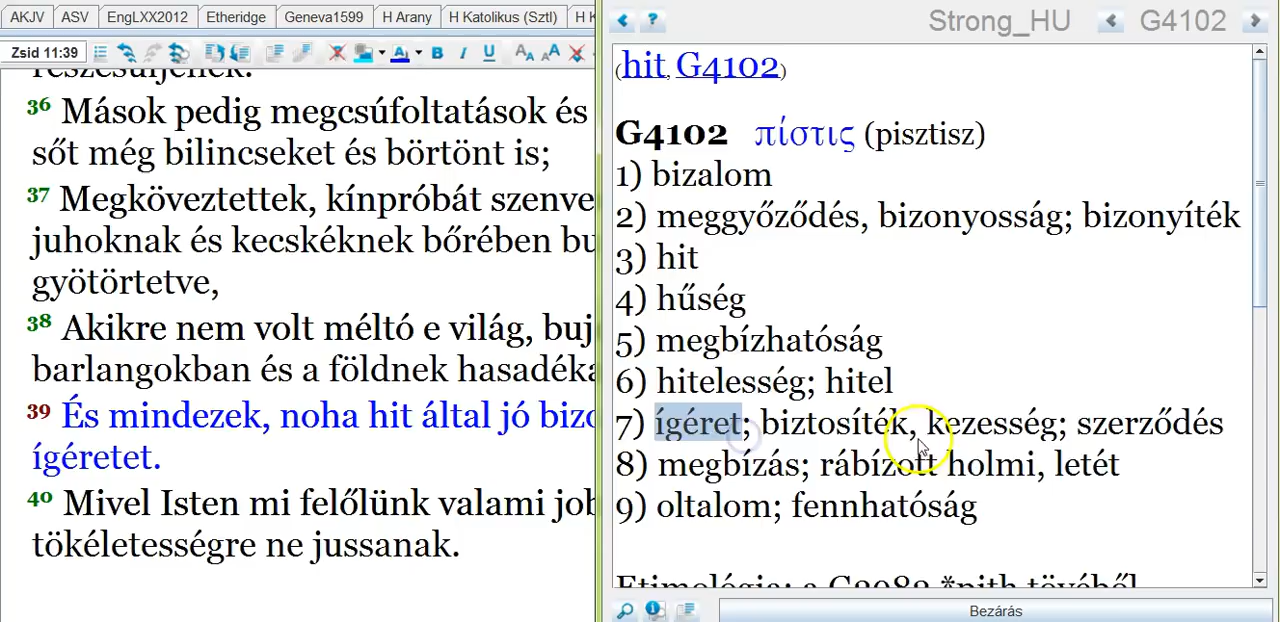 AKJV ASV EngLXX2012 Etheridge Geneva1599 H Arany H Katolikus (Sztl)
Zsid 11:39
részesüljenek.
36 Mások pedig megcsúfoltatások és
sőt még bilincseket és börtönt is;
37 Megköveztettek, kínpróbát szenve
juhoknak és kecskéknek bőrében bu
gyötörtetve,
38 Akikre nem volt méltó e világ, buj
barlangokban és a földnek hasadéka
39 És mindezek, noha hit által jó bizo
ígéretet.
40 Mivel Isten mi felőlünk valami job
tökéletességre ne jussanak.
Strong_HU G4102
(hit, G4102)
G4102 πίστις (pisztisz)
1) bizalom
2) meggyőződés, bizonyosság; bizonyíték
3) hit
4) hűség
5) megbízhatóság
6) hitelesség; hitel
7) ígéret; biztosíték, kezesség; szerződés
8) megbízás; rábízott holmi, letét
9) oltalom; fennhatóság
Etimológia: a G3982 *pith tövéből
Bezárás